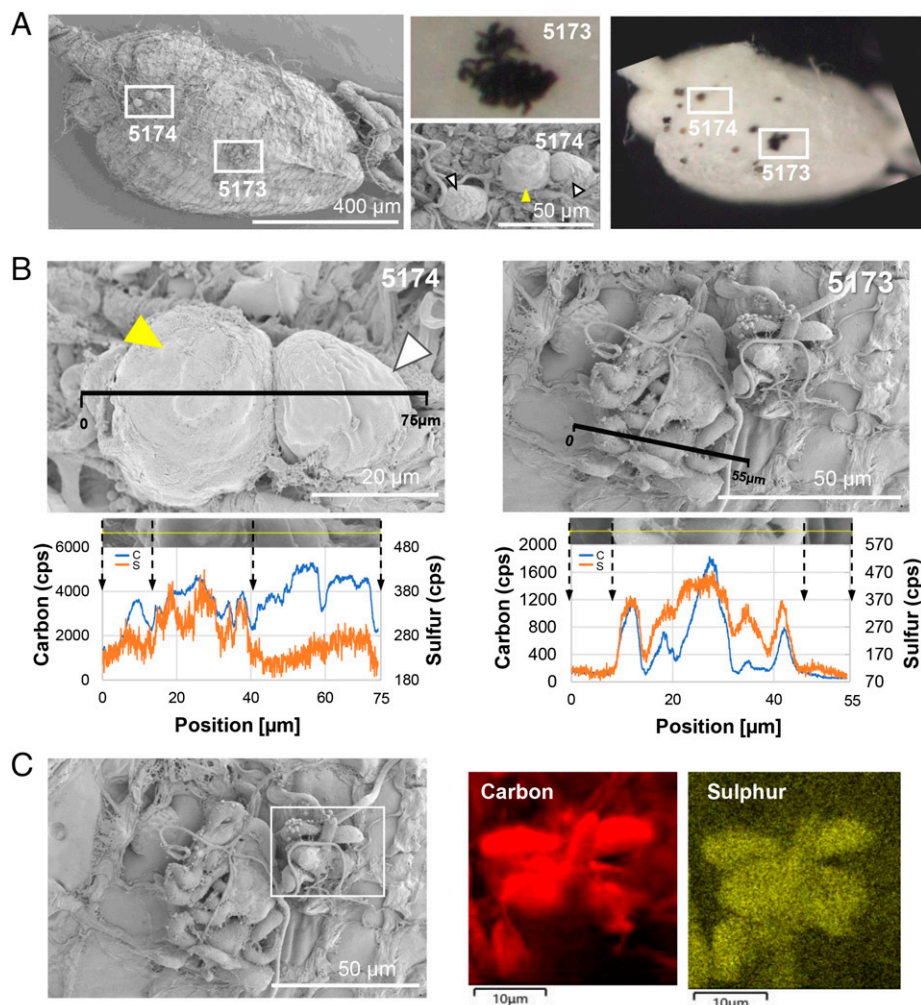 A
5174
5173
400 µm
5173
5174
50 µm
5174
5173
B
5174
0
75µm
20 µm
5173
0
55µm
50 µm
6000
4000
2000
0
Carbon (cps)
C
S
480
380
280
180
Sulfur (cps)
0
20
40
60
75
Position [µm]
2000
1600
1200
800
400
0
Carbon (cps)
C
S
570
470
370
270
170
70
Sulfur (cps)
0
20
40
55
Position [µm]
C
50 µm
Carbon
10µm
Sulphur
10µm